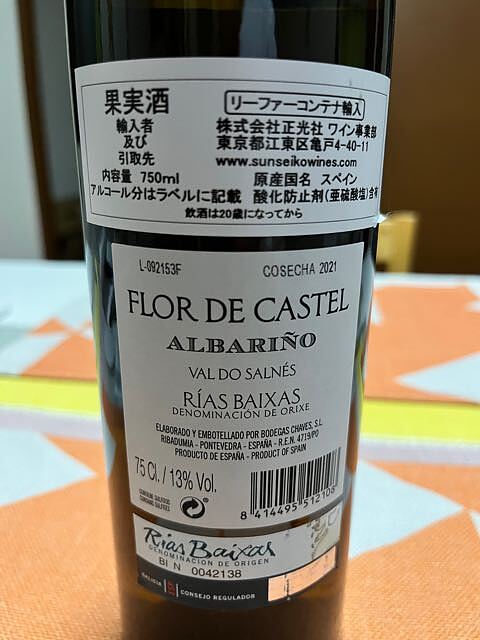 果実酒
リーファーコンテナ輸入
輸入者
及び
引取先
株式会社正光社 ワイン事業部
東京都江東区亀戸4-40-11
www.sunseikowines.com
内容量 750ml
原産国名 スペイン
アルコール分はラベルに記載 酸化防止剤(亜硫酸塩)含有
飲酒は20歳になってから
L-092153F
COSECHA 2021
FLOR DE CASTEL
ALBARIÑO
VAL DO SALNÉS
RÍAS BAIXAS
DENOMINACIÓN DE ORIXE
ELABORADO Y EMBOTELLADO POR BODEGAS CHAVES, S.L.
RIBADUMIA - PONTEVEDRA - ESPAÑA - R.E.N. 4719/PO
PRODUCTO DE ESPAÑA - PRODUCT OF SPAIN
75 Cl. / 13% Vol.
8 414495 512108
Rías Baixas
DENOMINACIÓN DE ORIGEN
BI N 0042138
GALICIA
CONSEJO REGULADOR